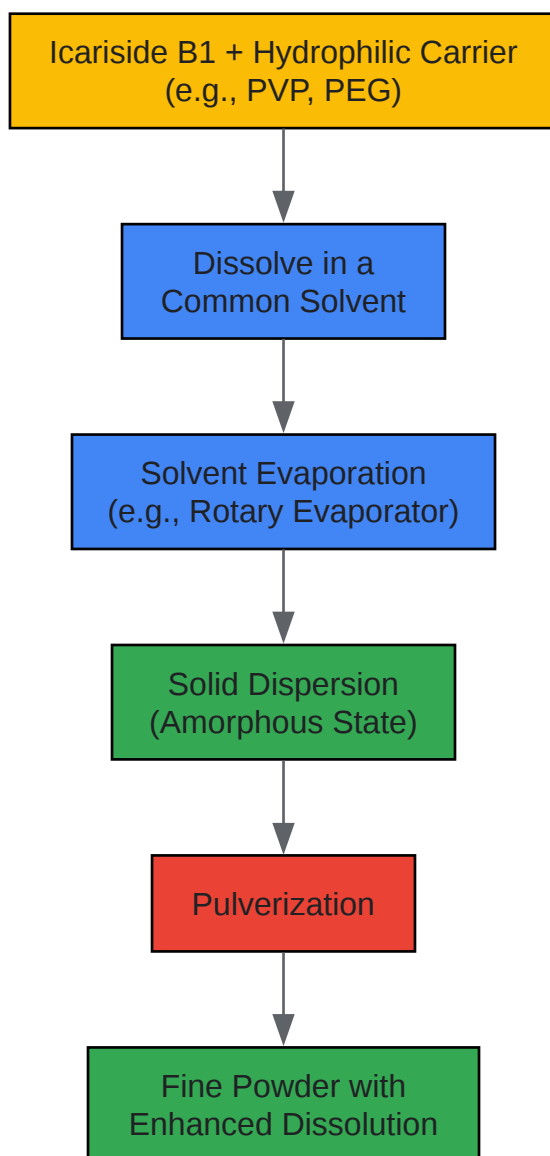 Icariside B1 + Hydrophilic Carrier
(e.g., PVP, PEG)
Dissolve in a
Common Solvent
Solvent Evaporation
(e.g., Rotary Evaporator)
Solid Dispersion
(Amorphous State)
Pulverization
Fine Powder with
Enhanced Dissolution